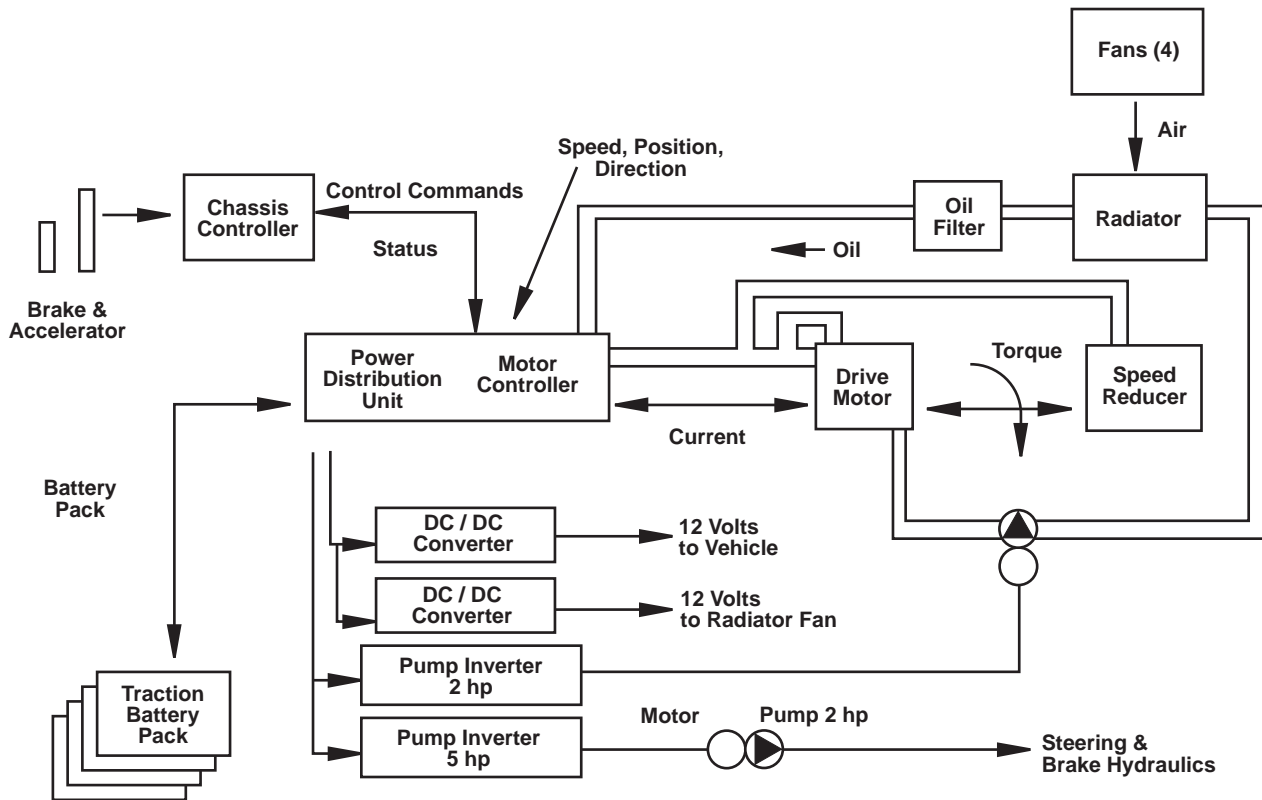 Fans (4)
Air
Speed, Position,
Direction
Control Commands
Chassis
Controller
Status
Oil
Filter
Radiator
Oil
Brake &
Accelerator
Power
Distribution
Unit
Motor
Controller
Drive
Motor
Torque
Speed
Reducer
Current
Battery
Pack
DC / DC
Converter
12 Volts
to Vehicle
DC / DC
Converter
12 Volts
to Radiator Fan
Pump Inverter
2 hp
Traction
Battery
Pack
Pump Inverter
5 hp
Motor
Pump 2 hp
Steering &
Brake Hydraulics